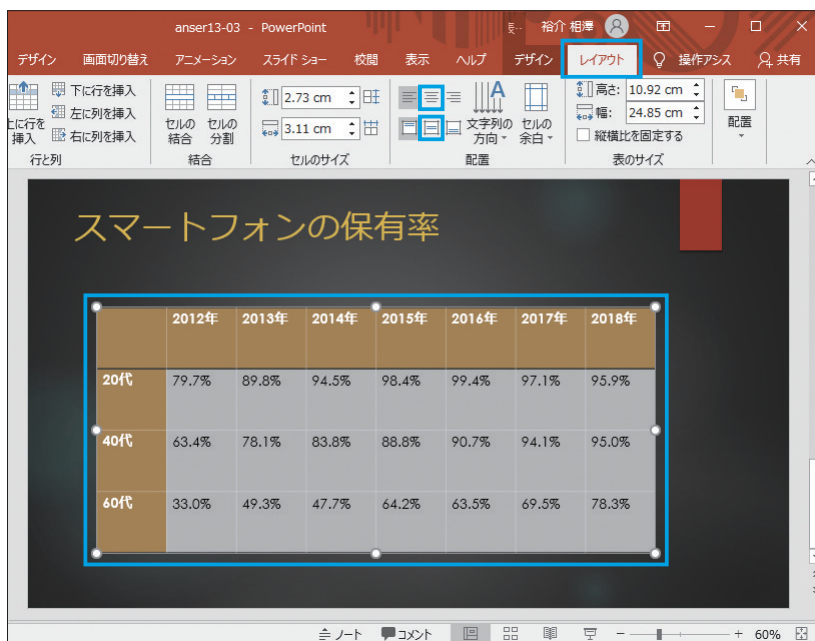 anser13-03 - PowerPoint
裕介 相澤
デザイン 画面切り替え アニメーション スライド ショー 校閲 表示 ヘルプ デザイン レイアウト 操作アシス 共有
下に行を挿入
左に列を挿入
右に列を挿入
上に行を
挿入
行と列
セルの
結合
セルの
分割
結合
2.73 cm
3.11 cm
セルのサイズ
文字列の
方向
セルの
余白
配置
高さ: 10.92 cm
幅: 24.85 cm
縦横比を固定する
表のサイズ
配置
スマートフォンの保有率
2012年 2013年 2014年 2015年 2016年 2017年 2018年
20代 79.7% 89.8% 94.5% 98.4% 99.4% 97.1% 95.9%
40代 63.4% 78.1% 83.8% 88.8% 90.7% 94.1% 95.0%
60代 33.0% 49.3% 47.7% 64.2% 63.5% 69.5% 78.3%
ノート コメント 60%